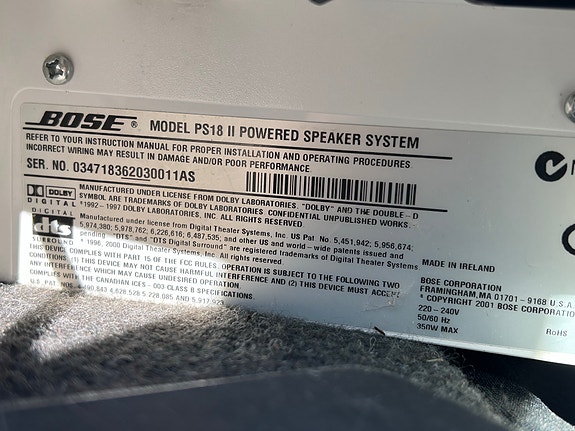 BOSE® MODEL PS18 II POWERED SPEAKER SYSTEM
REFER TO YOUR INSTRUCTION MANUAL FOR PROPER INSTALLATION AND OPERATING PROCEDURES.
INCORRECT WIRING MAY RESULT IN DAMAGE AND/OR POOR PERFORMANCE
SER. NO. 034718362030011AS
DOLBY
DIGITAL
MANUFACTURED UNDER LICENSE FROM DOLBY LABORATORIES. "DOLBY" AND THE DOUBLE - D
SYMBOL ARE TRADEMARKS OF DOLBY LABORATORIES CONFIDENTIAL UNPUBLISHED WORKS.
©1992 - 1997 DOLBY LABORATORIES, INC. ALL RIGHTS RESERVED.
DIGITAL
dts
SURROUND
Manufactured under license from Digital Theater Systems, Inc. US Pat. No. 5,451,942; 5,956,674;
5,974,380; 5,978,762; 6,226,616; 6,487,535; and other US and world - wide patents issued and
pending. "DTS" and "DTS Digital Surround" are registered trademarks of Digital Theater Systems
Inc. All rights reserved.
THIS DEVICE COMPLIES WITH PART 15 OF THE FCC RULES. OPERATION IS SUBJECT TO THE FOLLOWING TWO
THIS DEVICE MAY NOT CAUSE HARMFUL INTERFERENCE AND (2) THIS DEVICE MUST ACCEPT
ANY INTERFERENCE WHICH MAY CAUSE UNDESIRED OPERATION.
COMPLIES WITH THE CANADIAN ICES - 003 CLASS B SPECIFICATIONS.
U.S. PAT.
MADE IN IRELAND
BOSE CORPORATION
FRAMINGHAM, MA 01701 - 9168 U.S.A.
© COPYRIGHT 2001 BOSE CORPORATION
220 - 240V
50/60 Hz
350W MAX
RoHS